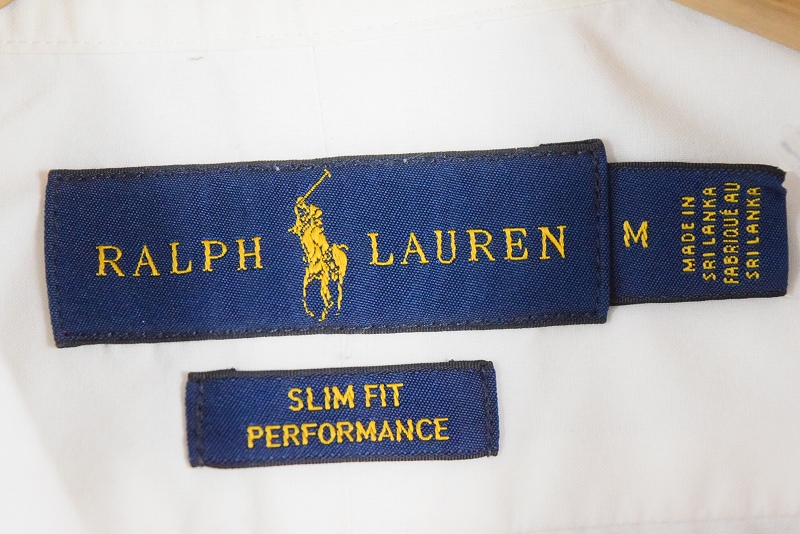 RALPH LAUREN
M
MADE IN
SRI LANKA
FABRIQUÉ AU
SRI LANKA
SLIM FIT
PERFORMANCE